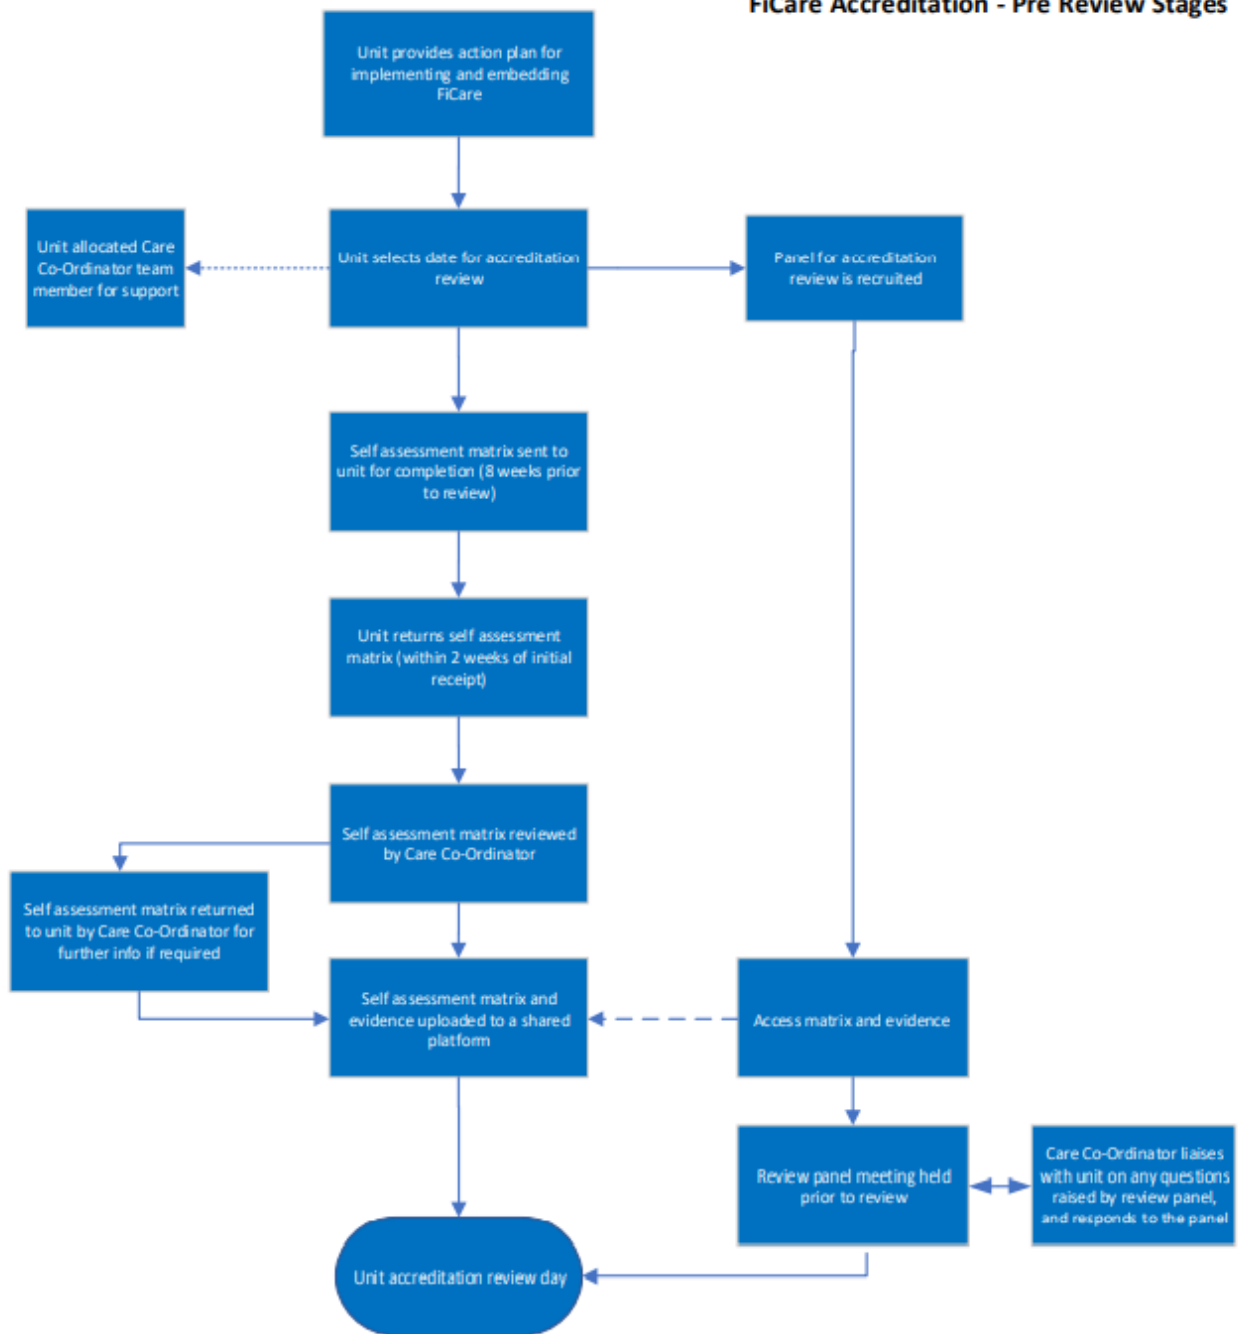 FiCare Accreditation - Pre Review Stages
Unit provides action plan for
implementing and embedding
FiCare
Unit allocated Care
Co-Ordinator team
member for support
Unit selects date for accreditation
review
Panel for accreditation
review is recruited
Self assessment matrix sent to
unit for completion (8 weeks prior
to review)
Unit returns self assessment
matrix (within 2 weeks of initial
receipt)
Self assessment matrix reviewed
by Care Co-Ordinator
Self assessment matrix returned
to unit by Care Co-Ordinator for
further info if required
Self assessment matrix and
evidence uploaded to a shared
platform
Access matrix and evidence
Review panel meeting held
prior to review
Care Co-Ordinator liaises
with unit on any questions
raised by review panel,
and responds to the panel
Unit accreditation review day